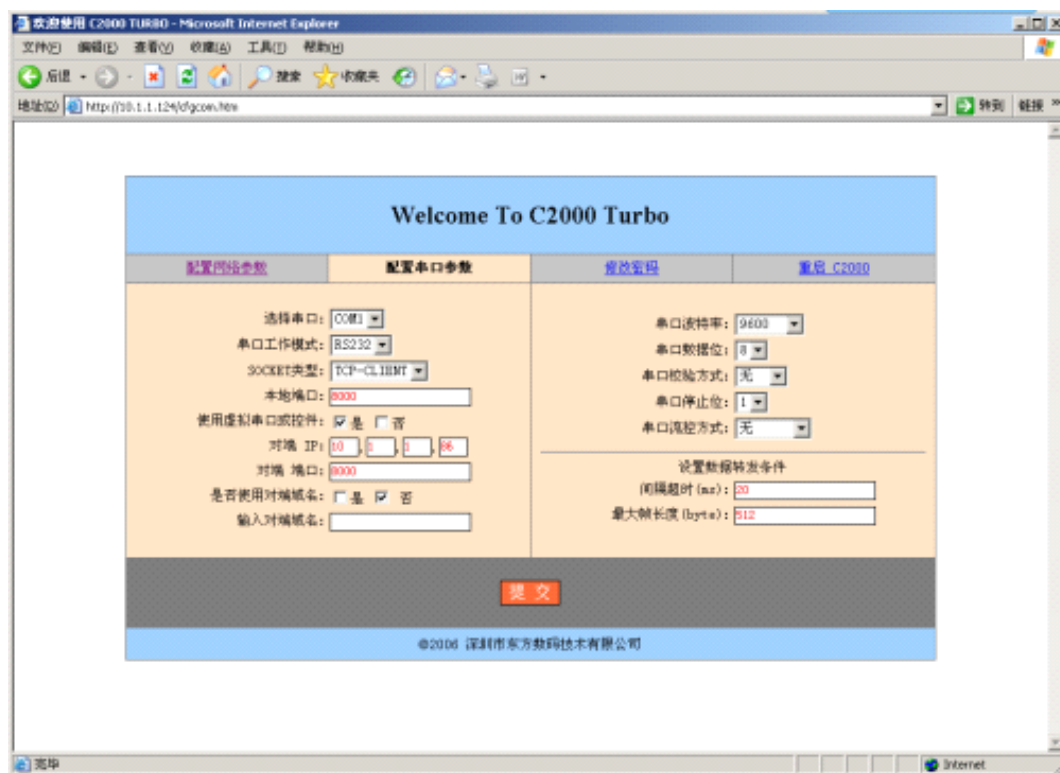 欢迎使用 C2000 TURBO - Microsoft Internet Explorer
文件(F) 编辑(E) 查看(V) 收藏(A) 工具(T) 帮助(H)
后退 搜索 收藏夹
地址(D) http://10.1.1.124/cfgcom.htm 转到 链接 »
Welcome To C2000 Turbo
配置网络参数 配置串口参数 修改密码 重启 C2000
选择串口: COM1
串口工作模式: RS232
SOCKET类型: TCP-CLIENT
本地端口: 8000
使用虚拟串口或控件: 是 否
对端 IP: 10 . 1 . 1 . 86
对端 端口: 8000
是否使用对端域名: 是 否
输入对端域名:
串口波特率: 9600
串口数据位: 8
串口校验方式: 无
串口停止位: 1
串口流控方式: 无
设置数据转发条件
间隔超时(ms): 20
最大帧长度(byte): 512
提 交
©2006 深圳市东方数码技术有限公司
完毕 Internet